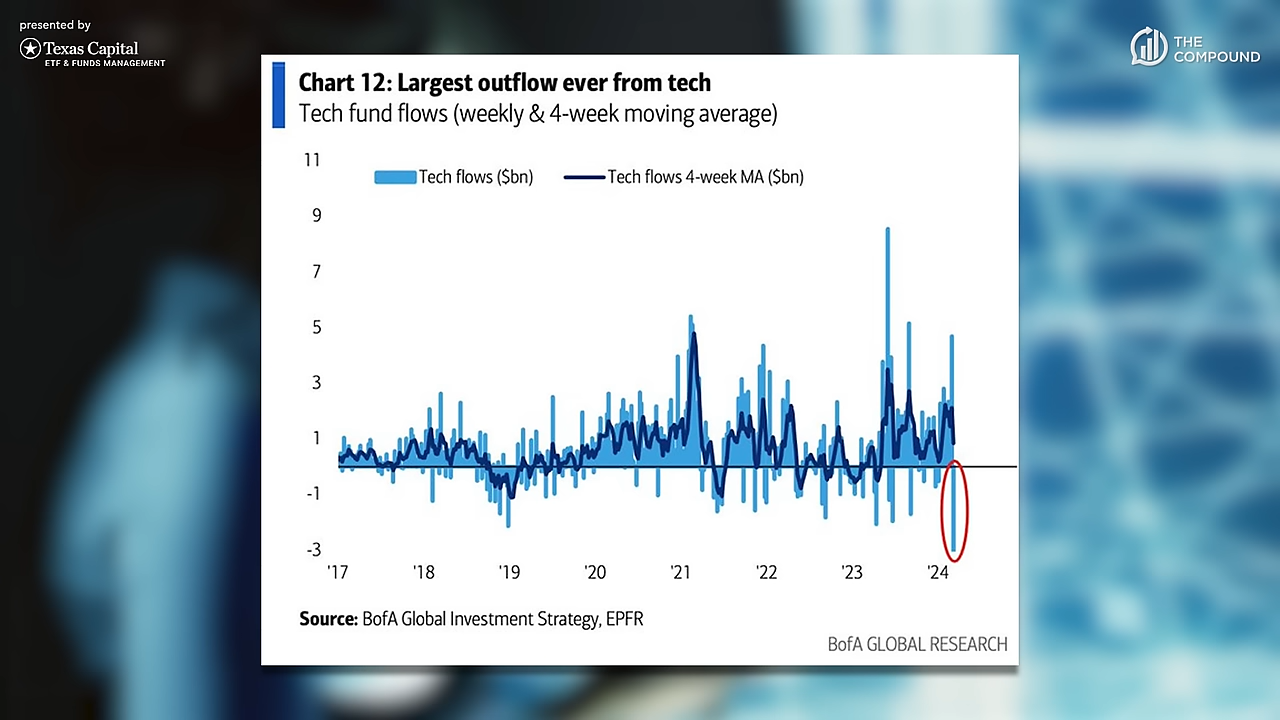 presented by
Texas Capital
ETF & FUNDS MANAGEMENT
THE
COMPOUND
Chart 12: Largest outflow ever from tech
Tech fund flows (weekly & 4-week moving average)
11
Tech flows ($bn)
Tech flows 4-week MA ($bn)
9
7
5
3
1
-1
-3
'17
'18
'19
'20
'21
'22
'23
'24
Source: BofA Global Investment Strategy, EPFR
BofA GLOBAL RESEARCH